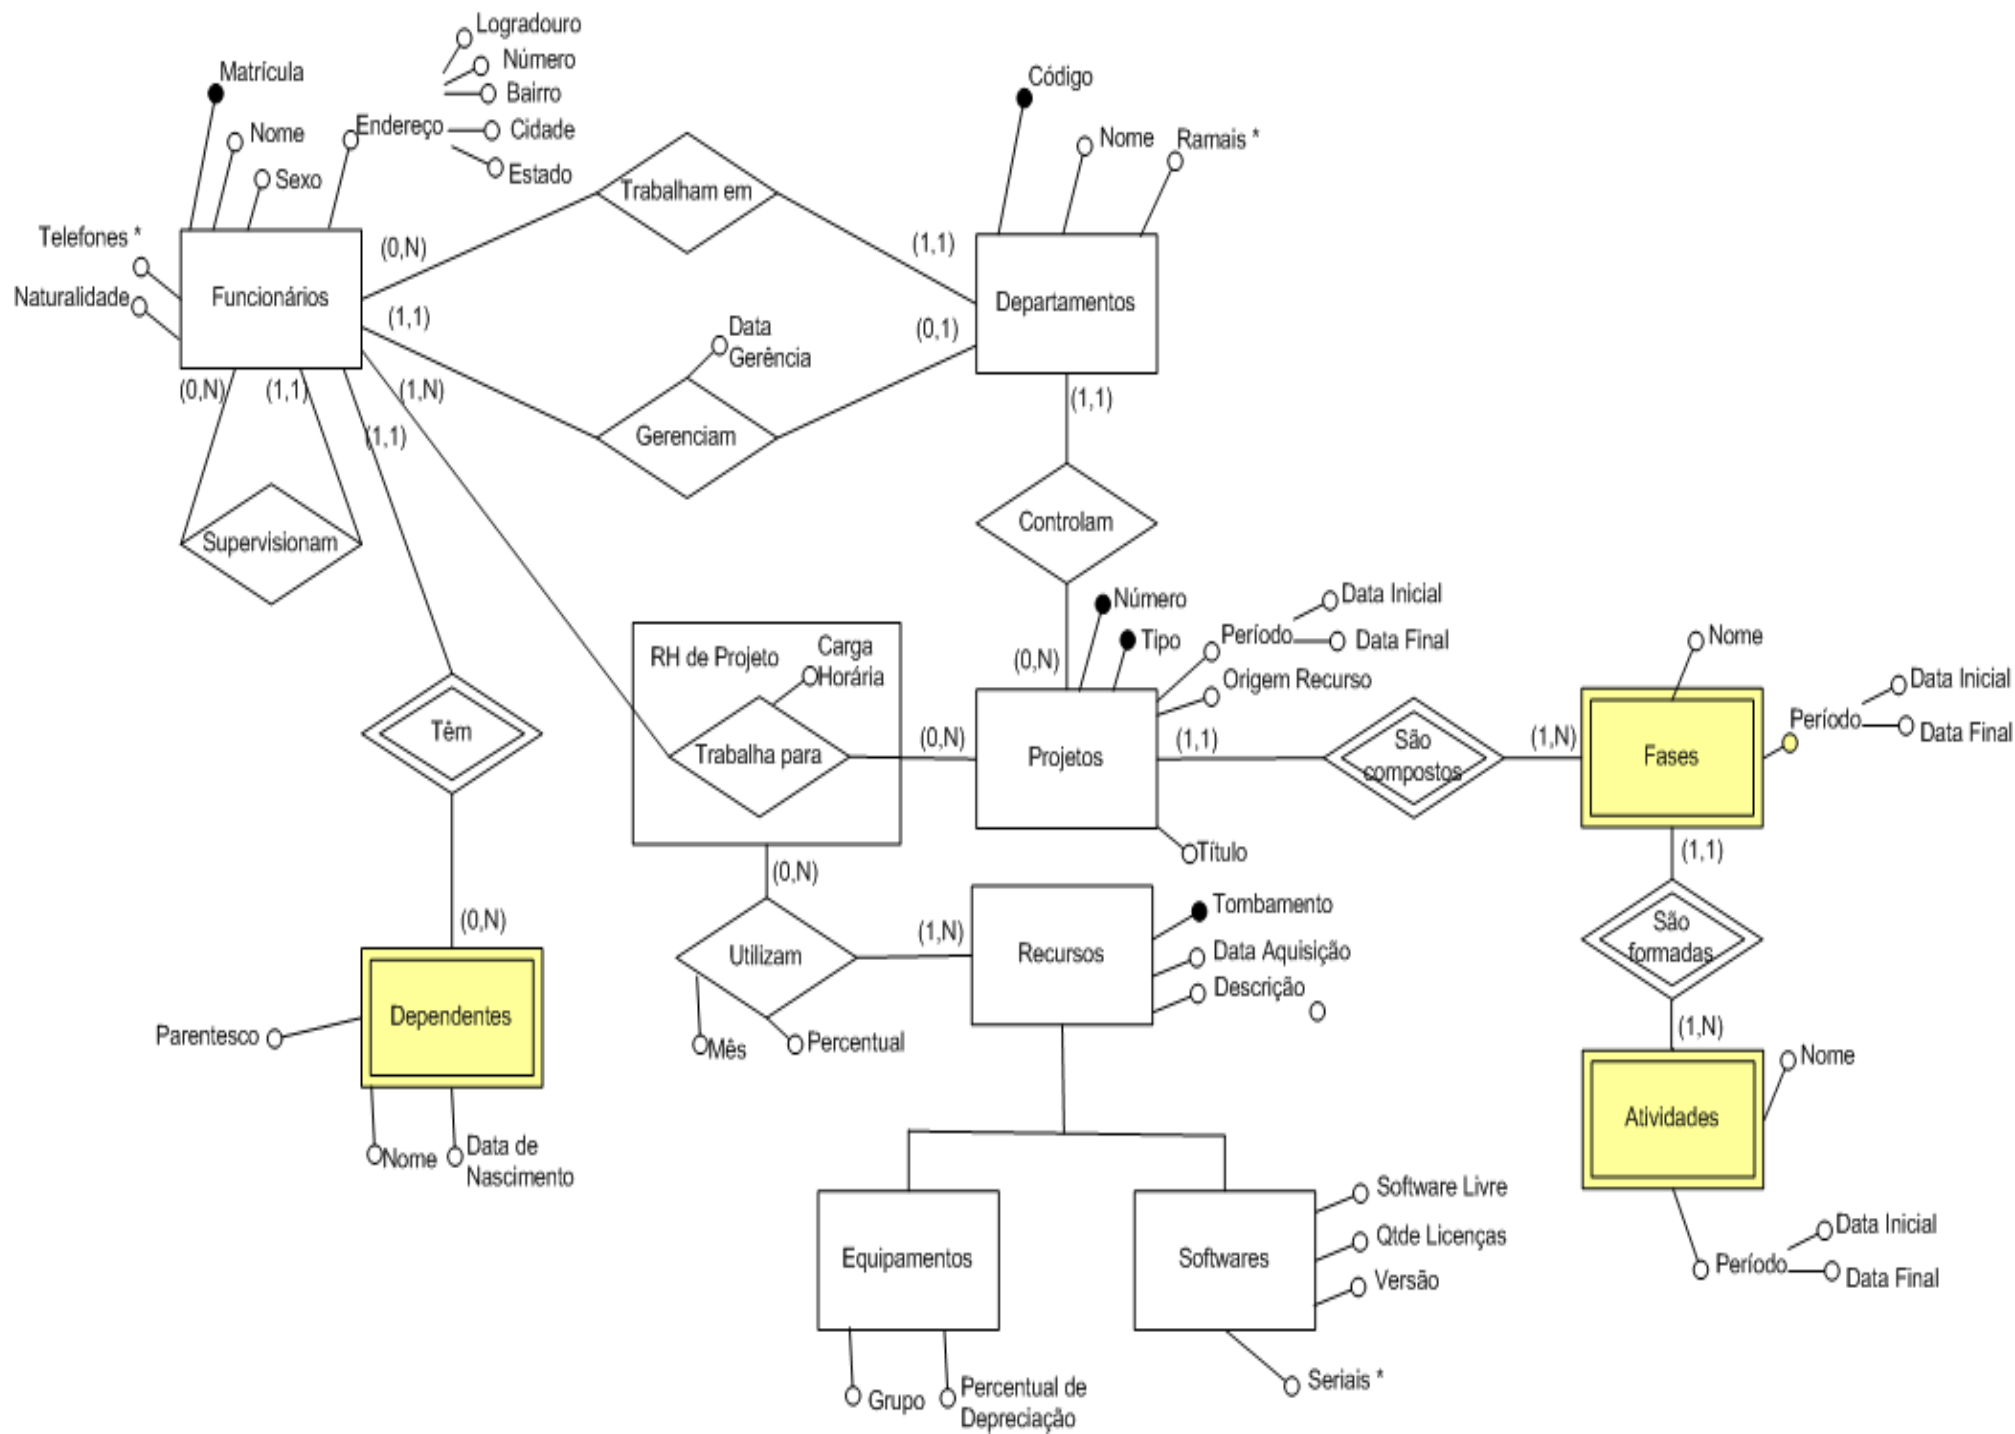 Logradouro
Matrícula
Número
Bairro
Nome
Endereço
Cidade
Sexo
Estado
Telefones *
Naturalidade
Funcionários
(0,N)
(1,1)
(0,N)
(1,1)
(1,N)
(1,1)
Trabalham em
(1,1)
(0,1)
Data
Gerência
Gerenciam
Código
Nome
Ramais *
Departamentos
(1,1)
Controlam
(0,N)
Supervisionam
Têm
(0,N)
Dependentes
Parentesco
Nome
Data de
Nascimento
RH de Projeto
Carga
Horária
Trabalha para
(0,N)
(0,N)
Número
Tipo
Período
Data Inicial
Data Final
Origem Recurso
Projetos
Título
(1,1)
São
compostos
(1,N)
Nome
Fases
Período
Data Inicial
Data Final
(1,1)
São
formadas
(1,N)
Nome
Atividades
Período
Data Inicial
Data Final
Utilizam
Mês
Percentual
(1,N)
Recursos
Tombamento
Data Aquisição
Descrição
Equipamentos
Grupo
Percentual de
Depreciação
Softwares
Software Livre
Qtde Licenças
Versão
Seriais *